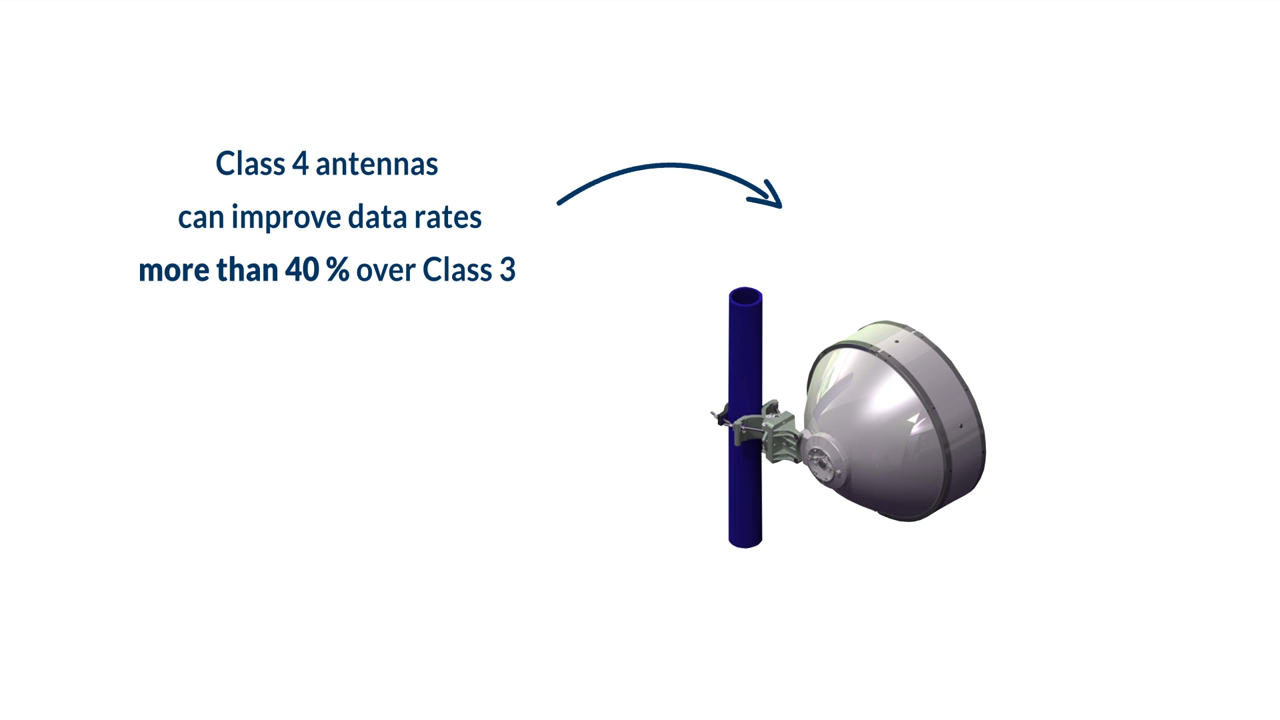 Class 4 antennas
can improve data rates
more than 40 % over Class 3